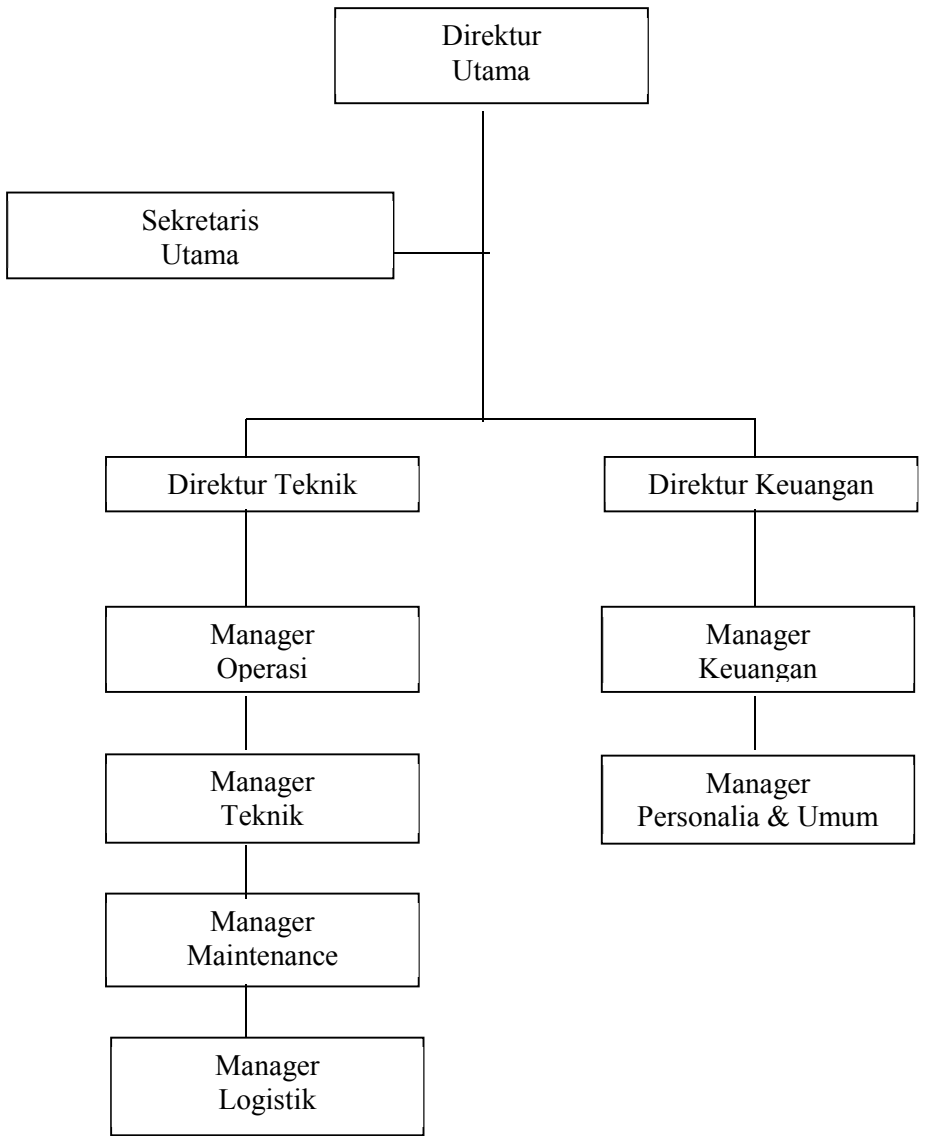 Direktur
Utama
Sekretaris
Utama
Direktur Teknik
Direktur Keuangan
Manager
Operasi
Manager
Keuangan
Manager
Teknik
Manager
Personalia & Umum
Manager
Maintenance
Manager
Logistik